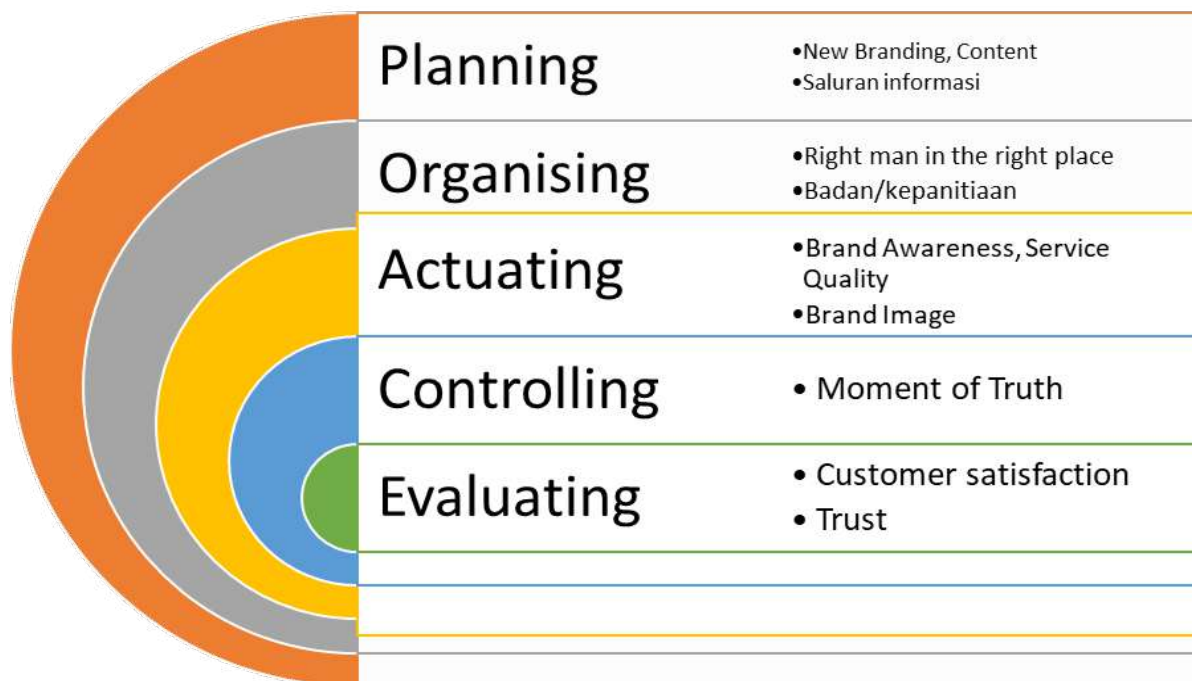 Planning
•New Branding, Content
•Saluran informasi
Organising
•Right man in the right place
•Badan/kepanitiaan
Actuating
•Brand Awareness, Service
Quality
•Brand Image
Controlling
• Moment of Truth
Evaluating
• Customer satisfaction
• Trust